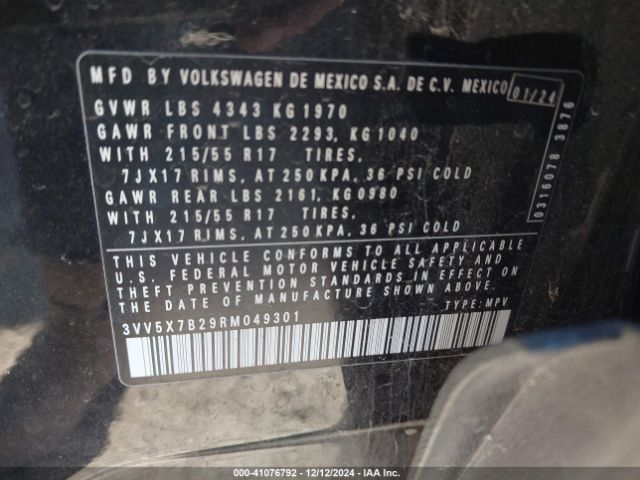 MFD BY VOLKSWAGEN DE MEXICO S.A. DE C.V. MEXICO 01/24
GVWR LBS 4343 KG 1970
GAWR FRONT LBS 2293, KG 1040
WITH 215/55 R17 TIRES,
7JX17 RIMS, AT 250 KPA, 36 PSI COLD
GAWR REAR LBS 2161, KG 0980
WITH 215/55 R17 TIRES,
7JX17 RIMS, AT 250 KPA, 36 PSI COLD
THIS VEHICLE CONFORMS TO ALL APPLICABLE
U.S. FEDERAL MOTOR VEHICLE SAFETY AND
THEFT PREVENTION STANDARDS IN EFFECT ON
THE DATE OF MANUFACTURE SHOWN ABOVE.
3VV5X7B29RM049301 TYPE: MPV
0316078 3876
00-41076792 - 12/12/2024 - IAA Inc.